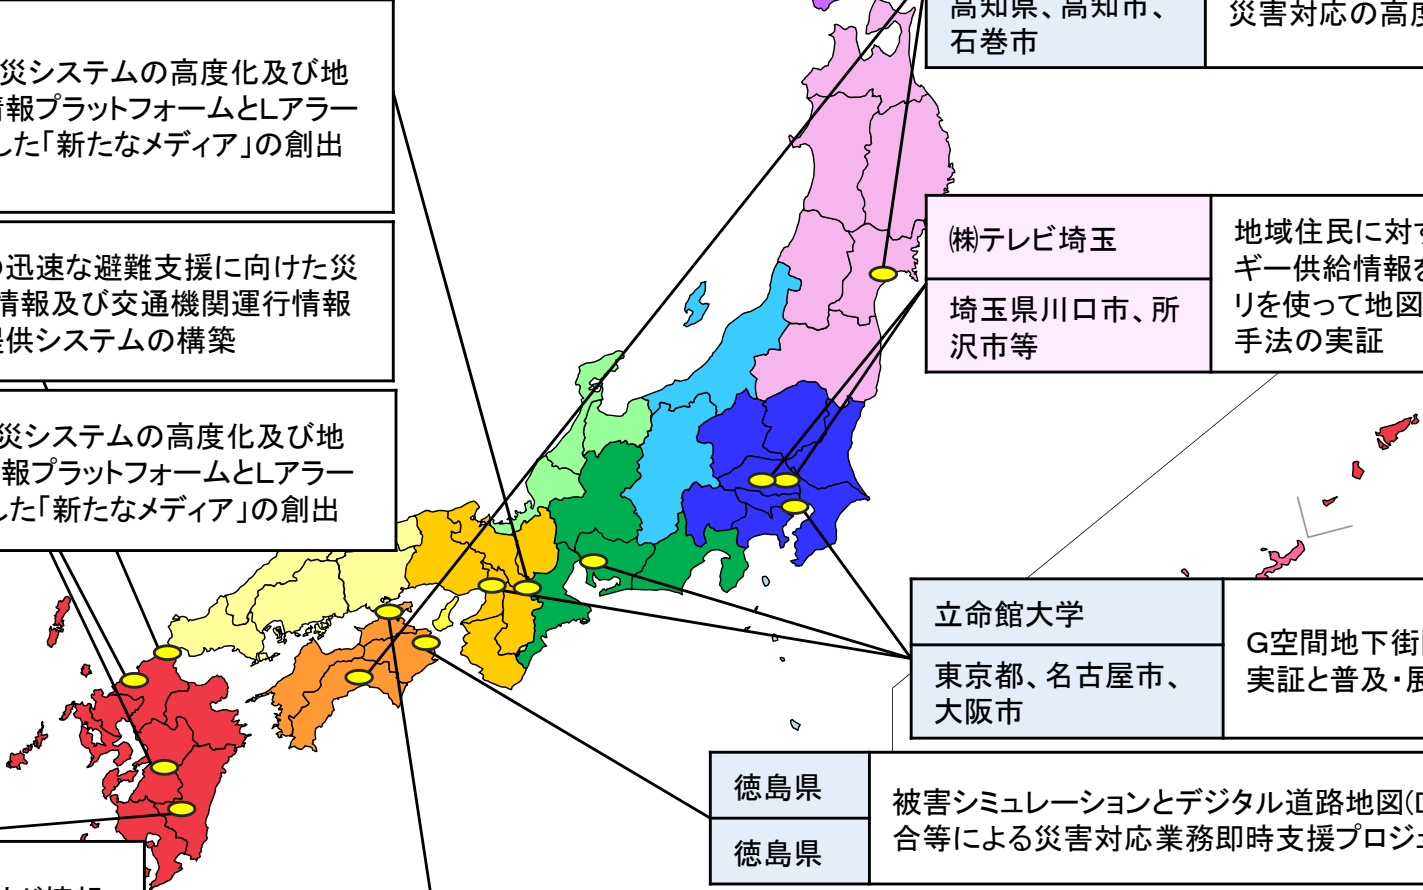 災システムの高度化及び地
情報プラットフォームとLアラー
した「新たなメディア」の創出
の迅速な避難支援に向けた災
情報及び交通機関運行情報
提供システムの構築
災システムの高度化及び地
報プラットフォームとLアラー
した「新たなメディア」の創出
高知県、高知市、
石巻市
災害対応の高度
㈱テレビ埼玉
埼玉県川口市、所
沢市等
地域住民に対す
ギー供給情報を
リを使って地図
手法の実証
立命館大学
東京都、名古屋市、
大阪市
G空間地下街
実証と普及・展
徳島県
徳島県
被害シミュレーションとデジタル道路地図(D
合等による災害対応業務即時支援プロジェ